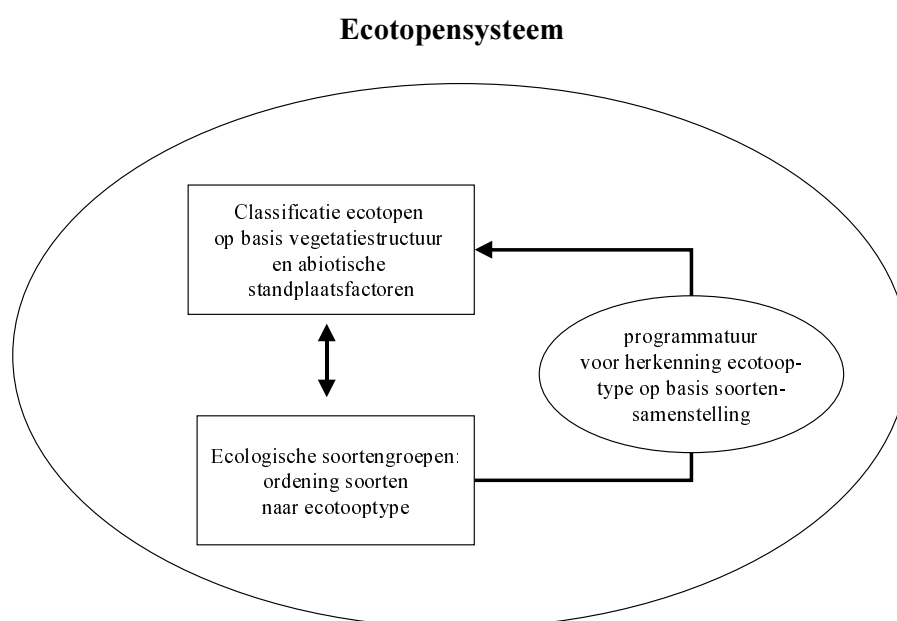 Ecotopensysteem
Classificatie ecotopen
op basis vegetatiestructuur
en abiotische
standplaatsfactoren
programmatuur
voor herkenning ecotoop-
type op basis soorten-
samenstelling
Ecologische soortengroepen:
ordening soorten
naar ecotooptype